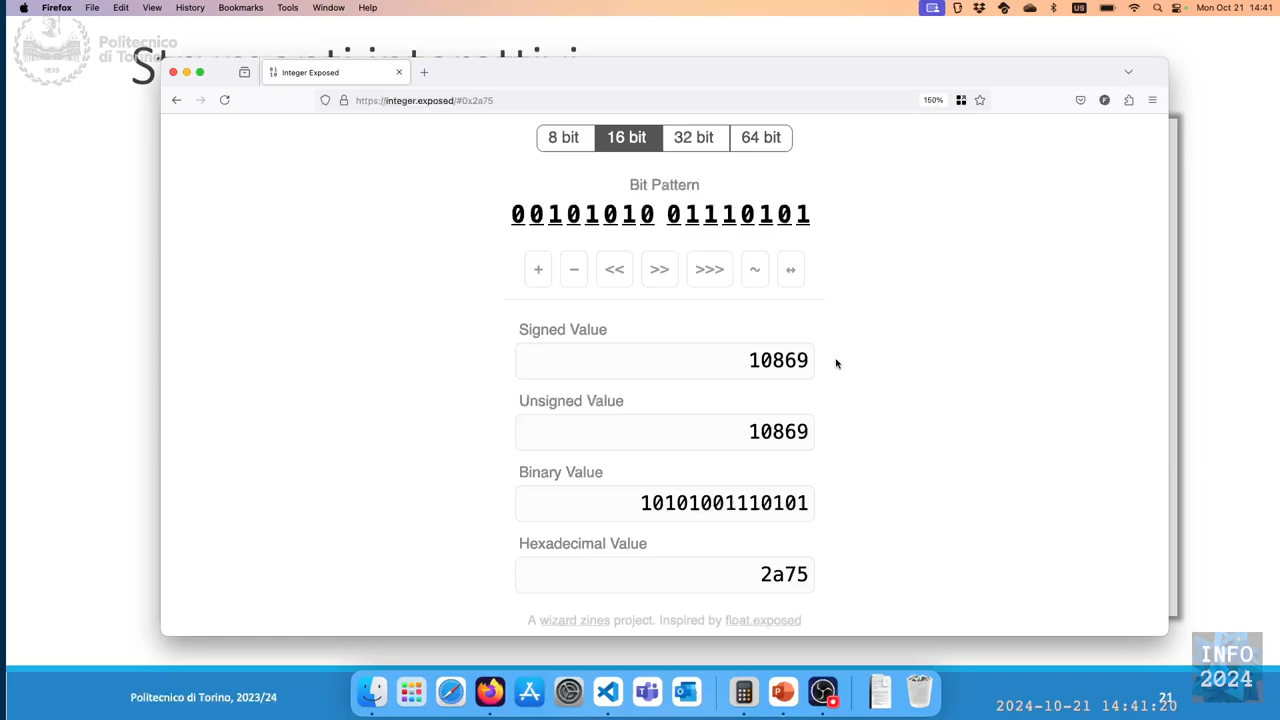 Firefox File Edit View History Bookmarks Tools Window Help US Mon Oct 21 14:41
Politecnico
di Torino
1859
Integer Exposed
https://integer.exposed/#0x2a75 150%
8 bit 16 bit 32 bit 64 bit
Bit Pattern
00101010 01110101
+ − << >> >>> ~ ↔
Signed Value
10869
Unsigned Value
10869
Binary Value
10101001110101
Hexadecimal Value
2a75
A wizard zines project. Inspired by float.exposed
INFO
2024
Politecnico di Torino, 2023/24
21
2024-10-21 14:41:20